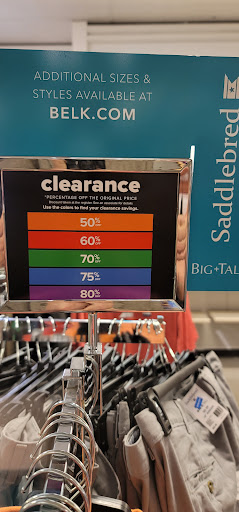 ADDITIONAL SIZES &
STYLES AVAILABLE AT
BELK.COM
Saddlebred
BIG+TAL
clearance
*PERCENTAGE OFF THE ORIGINAL PRICE
Use the colors to find your clearance savings.
50%
60%
70%
75%
80%